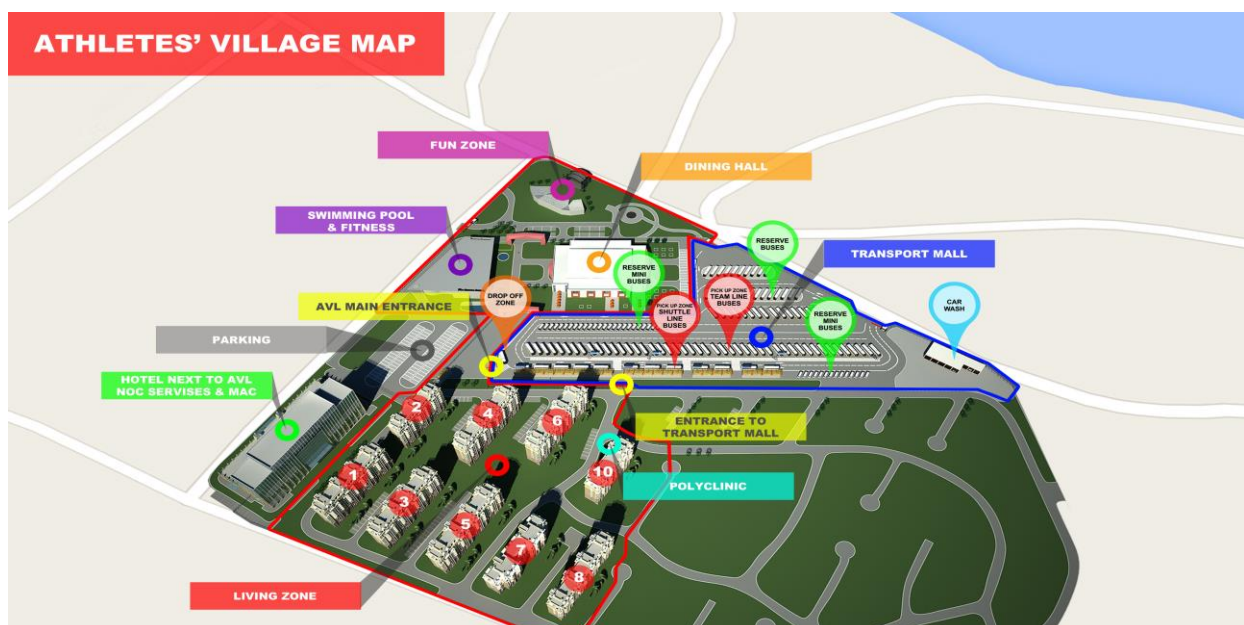 ATHLETES' VILLAGE MAP
FUN ZONE
DINING HALL
SWIMMING POOL
& FITNESS
RESERVE
BUSES
TRANSPORT MALL
RESERVE
MINI
BUSES
AVL MAIN ENTRANCE
DROP OFF
ZONE
PICK UP ZONE
SHUTTLE
LINE
BUSES
PICK UP ZONE
TEAM LINE
BUSES
RESERVE
MINI
BUSES
CAR
WASH
PARKING
HOTEL NEXT TO AVL
NOC SERVISES & MAC
ENTRANCE TO
TRANSPORT MALL
POLYCLINIC
2
4
6
1
3
5
10
7
8
LIVING ZONE